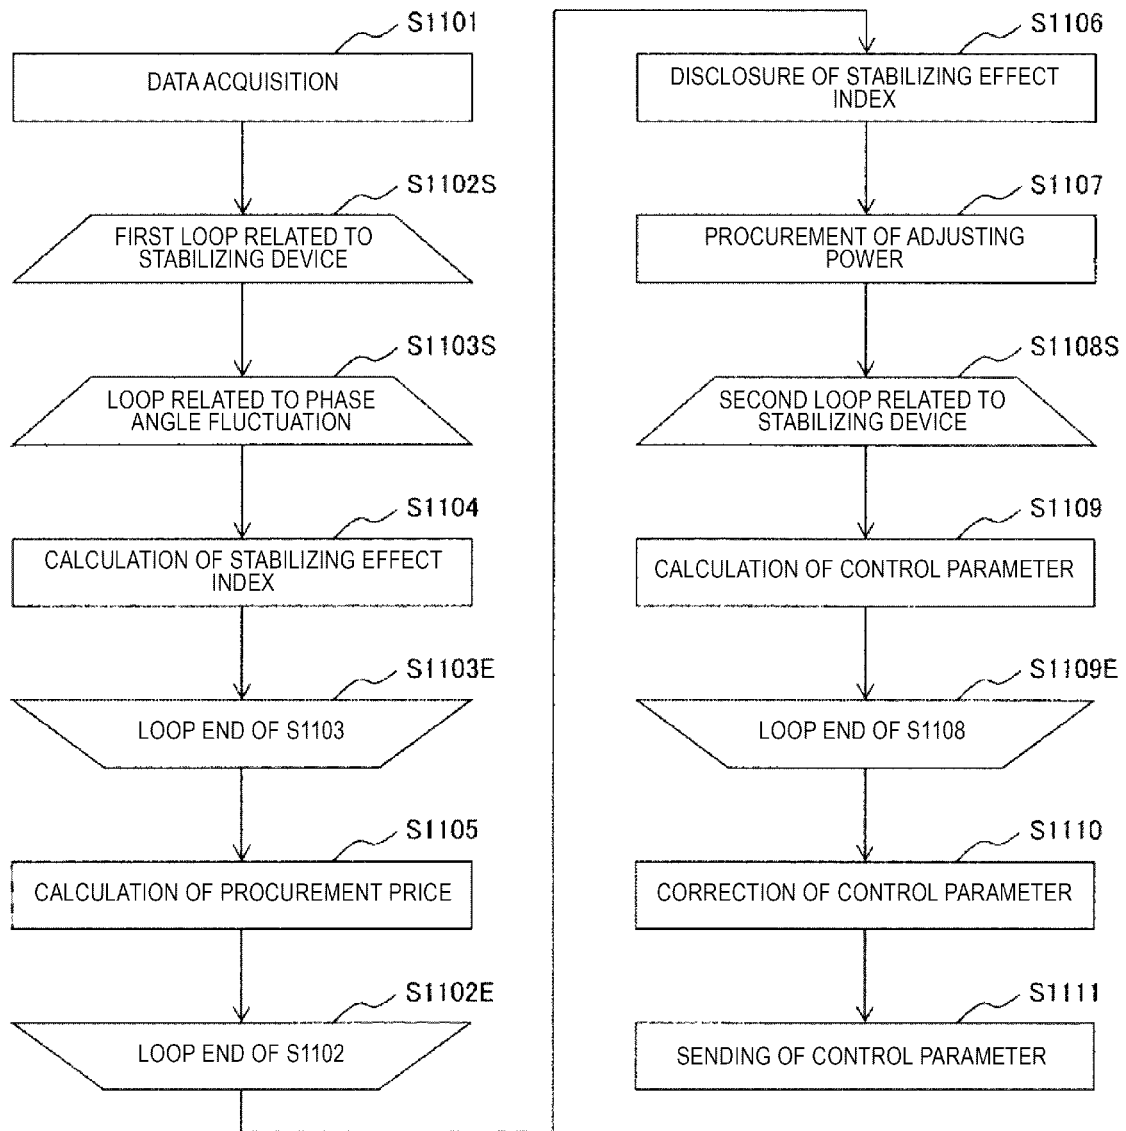 S1101
DATA ACQUISITION
S1102S
FIRST LOOP RELATED TO
STABILIZING DEVICE
S1103S
LOOP RELATED TO PHASE
ANGLE FLUCTUATION
S1104
CALCULATION OF STABILIZING EFFECT
INDEX
S1103E
LOOP END OF S1103
S1105
CALCULATION OF PROCUREMENT PRICE
S1102E
LOOP END OF S1102
S1106
DISCLOSURE OF STABILIZING EFFECT
INDEX
S1107
PROCUREMENT OF ADJUSTING
POWER
S1108S
SECOND LOOP RELATED TO
STABILIZING DEVICE
S1109
CALCULATION OF CONTROL PARAMETER
S1109E
LOOP END OF S1108
S1110
CORRECTION OF CONTROL PARAMETER
S1111
SENDING OF CONTROL PARAMETER